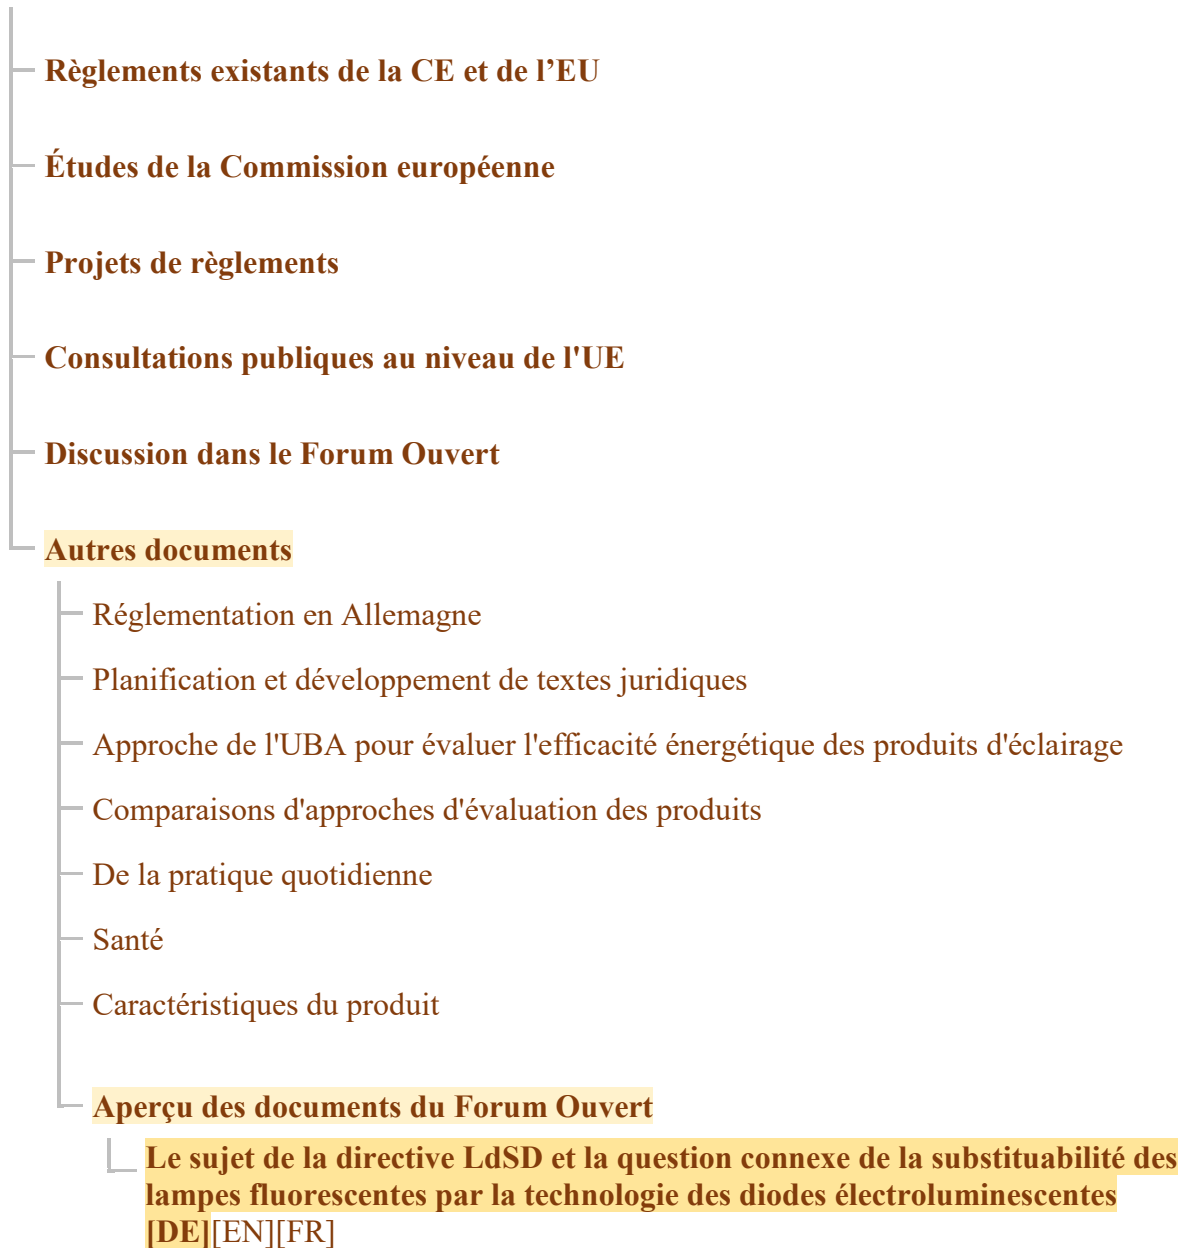 Règlements existants de la CE et de l’EU
Études de la Commission européenne
Projets de règlements
Consultations publiques au niveau de l'UE
Discussion dans le Forum Ouvert
Autres documents
Réglementation en Allemagne
Planification et développement de textes juridiques
Approche de l'UBA pour évaluer l'efficacité énergétique des produits d'éclairage
Comparaisons d'approches d'évaluation des produits
De la pratique quotidienne
Santé
Caractéristiques du produit
Aperçu des documents du Forum Ouvert
Le sujet de la directive LdSD et la question connexe de la substituabilité des
lampes fluorescentes par la technologie des diodes électroluminescentes
[DE][EN][FR]